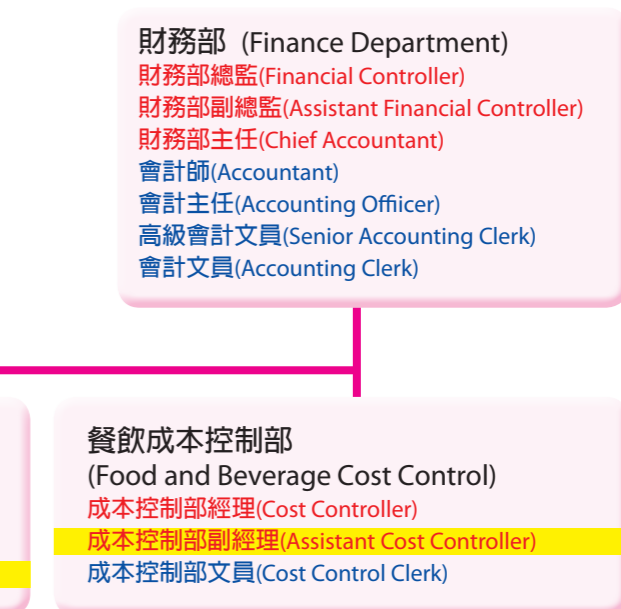 財務部 (Finance Department)
財務部總監(Financial Controller)
財務部副總監(Assistant Financial Controller)
財務部主任(Chief Accountant)
會計師(Accountant)
會計主任(Accounting Offiicer)
高級會計文員(Senior Accounting Clerk)
會計文員(Accounting Clerk)
餐飲成本控制部
(Food and Beverage Cost Control)
成本控制部經理(Cost Controller)
成本控制部副經理(Assistant Cost Controller)
成本控制部文員(Cost Control Clerk)